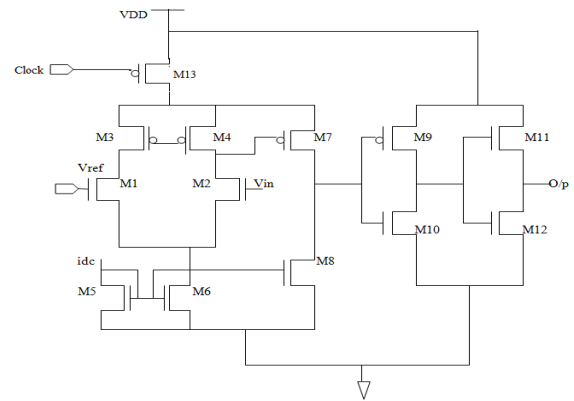 VDD
Clock
M13
M3
M4
M7
M9
M11
Vref
M1
M2
Vin
O/p
M10
M12
idc
M8
M5
M6